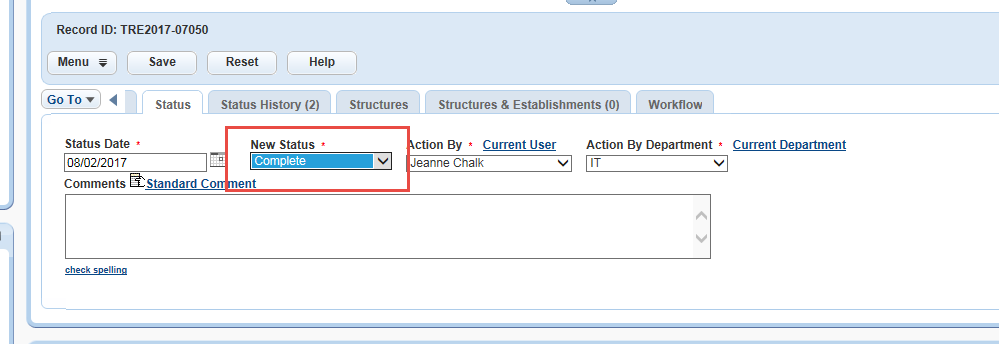 Record ID: TRE2017-07050
Menu Save Reset Help
Go To Status Status History (2) Structures Structures & Establishments (0) Workflow
Status Date * New Status * Action By * Current User Action By Department * Current Department
08/02/2017 Complete Jeanne Chalk IT
Comments Standard Comment
check spelling